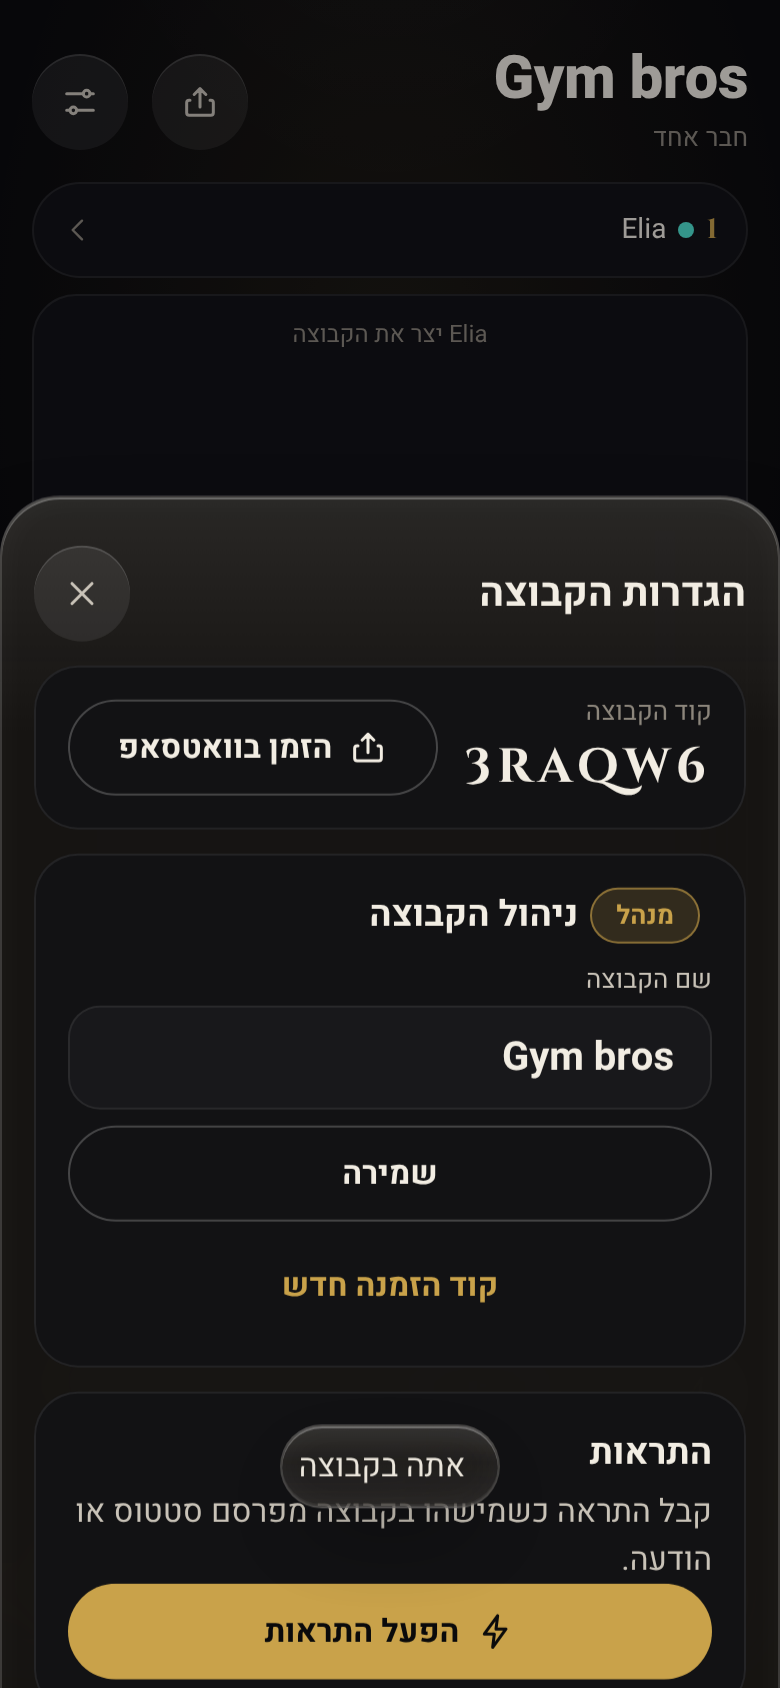 Gym bros
חבר אחד
1 Elia
Elia יצר את הקבוצה
הגדרות הקבוצה
קוד הקבוצה
3RAQW6
הזמן בוואטסאפ
מנהל ניהול הקבוצה
שם הקבוצה
Gym bros
שמירה
קוד הזמנה חדש
התראות
אתה בקבוצה
קבל התראה כשמישהו בקבוצה מפרסם סטטוס או
הודעה.
הפעל התראות